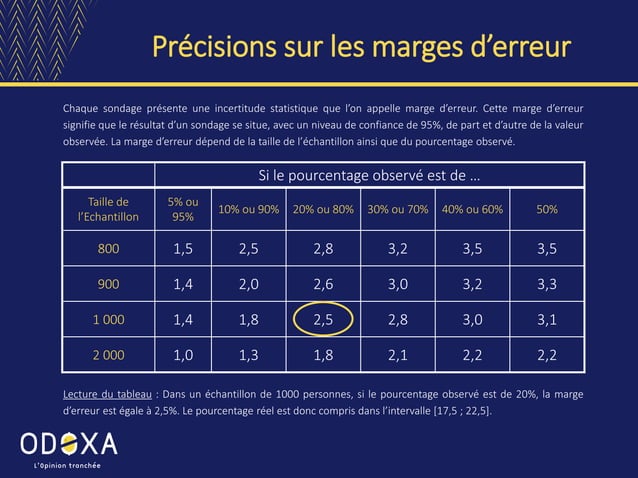 Précisions sur les marges d’erreur
Chaque sondage présente une incertitude statistique que l’on appelle marge d’erreur. Cette marge d’erreur
signifie que le résultat d’un sondage se situe, avec un niveau de confiance de 95%, de part et d’autre de la valeur
observée. La marge d’erreur dépend de la taille de l’échantillon ainsi que du pourcentage observé.
Si le pourcentage observé est de …
Taille de
l’Echantillon
5% ou
95%
10% ou 90%
20% ou 80%
30% ou 70%
40% ou 60%
50%
800 1,5 2,5 2,8 3,2 3,5 3,5
900 1,4 2,0 2,6 3,0 3,2 3,3
1 000 1,4 1,8 2,5 2,8 3,0 3,1
2 000 1,0 1,3 1,8 2,1 2,2 2,2
Lecture du tableau : Dans un échantillon de 1000 personnes, si le pourcentage observé est de 20%, la marge
d’erreur est égale à 2,5%. Le pourcentage réel est donc compris dans l’intervalle [17,5 ; 22,5].
ODOXA
L’Opinion tranchée